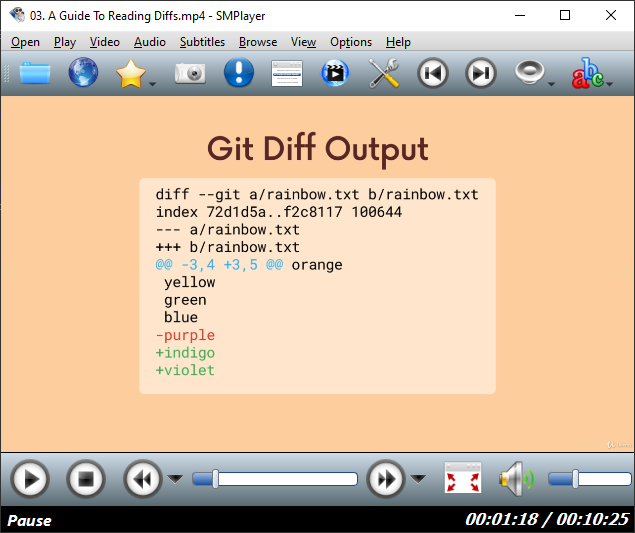 03. A Guide To Reading Diffs.mp4 - SMPlayer
Open Play Video Audio Subtitles Browse View Options Help
abc
Git Diff Output
diff --git a/rainbow.txt b/rainbow.txt
index 72d1d5a..f2c8117 100644
--- a/rainbow.txt
+++ b/rainbow.txt
@@ -3,4 +3,5 @@ orange
 yellow
 green
 blue
-purple
+indigo
+violet
Pause 00:01:18 / 00:10:25